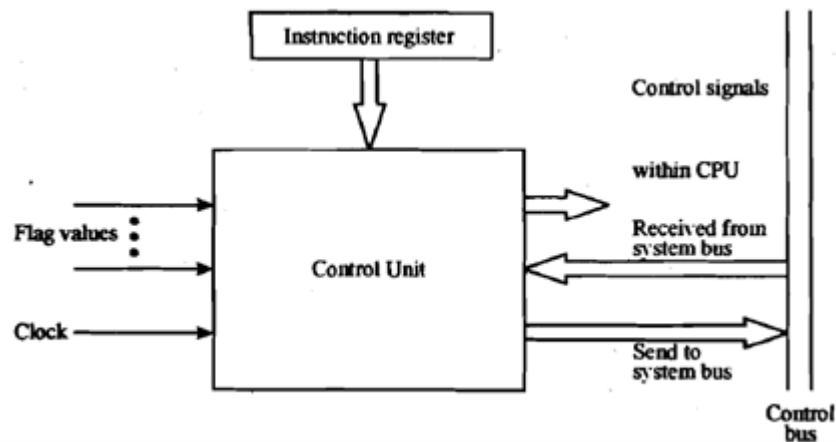 Instruction register
Control signals
within CPU
Flag values
Received from
system bus
Control Unit
Clock
Send to
system bus
Control
bus